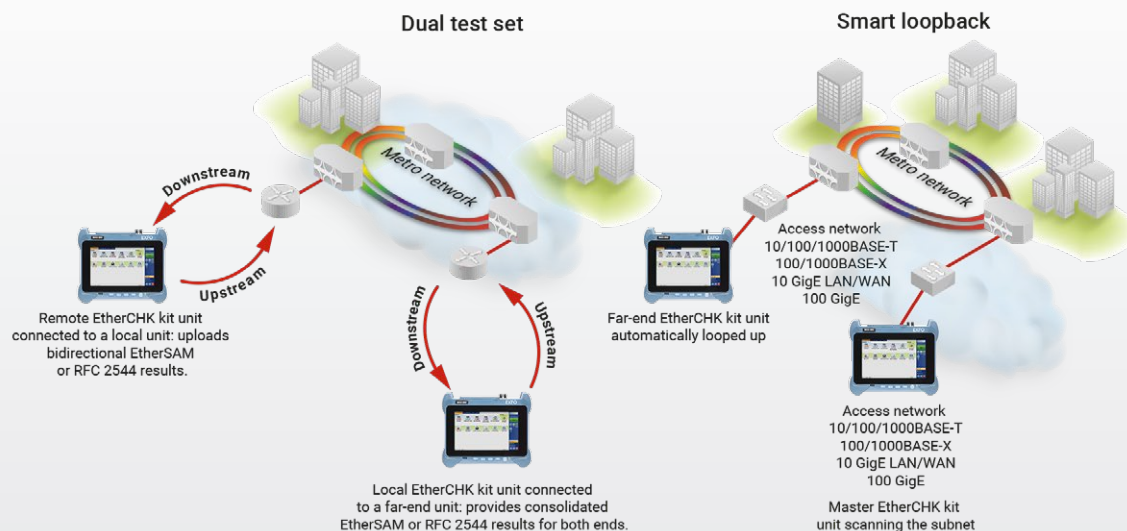 Dual test set
Smart loopback
Metro network
Downstream
Upstream
Remote EtherCHK kit unit
connected to a local unit: uploads
bidirectional EtherSAM
or RFC 2544 results.
Downstream
Upstream
Local EtherCHK kit unit connected
to a far-end unit: provides consolidated
EtherSAM or RFC 2544 results for both ends.
Metro network
Access network
10/100/1000BASE-T
100/1000BASE-X
10 GigE LAN/WAN
100 GigE
Far-end EtherCHK kit unit
automatically looped up
Access network
10/100/1000BASE-T
100/1000BASE-X
10 GigE LAN/WAN
100 GigE
Master EtherCHK kit
unit scanning the subnet